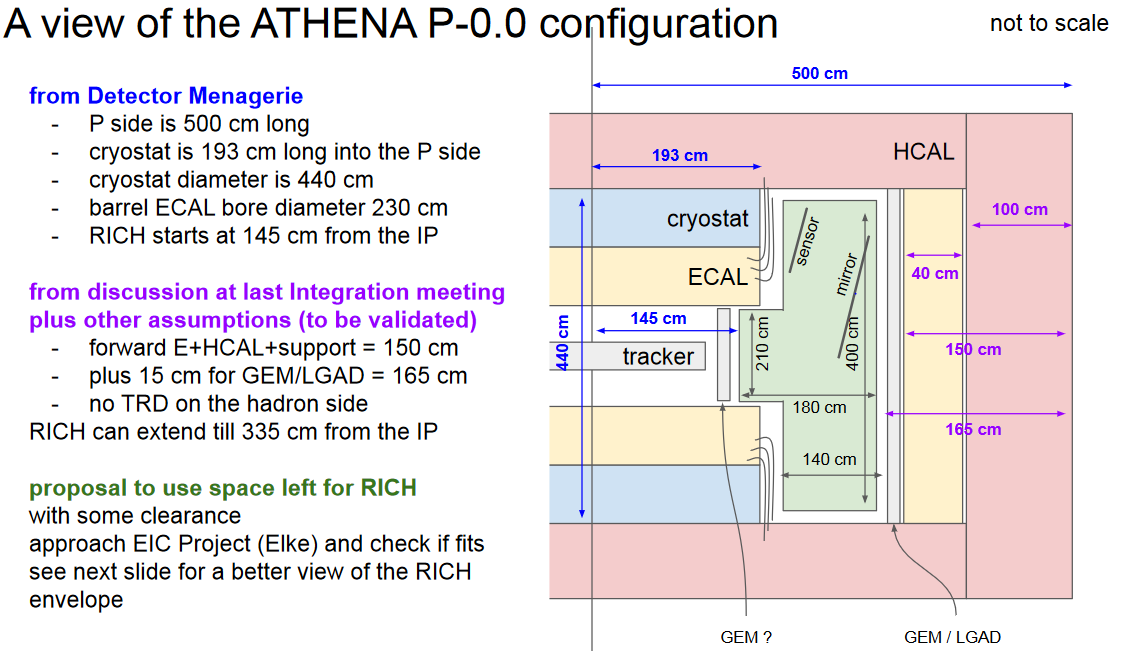 A view of the ATHENA P-0.0 configuration
not to scale
from Detector Menagerie
- P side is 500 cm long
- cryostat is 193 cm long into the P side
- cryostat diameter is 440 cm
- barrel ECAL bore diameter 230 cm
- RICH starts at 145 cm from the IP
from discussion at last Integration meeting
plus other assumptions (to be validated)
- forward E+HCAL+support = 150 cm
- plus 15 cm for GEM/LGAD = 165 cm
- no TRD on the hadron side
RICH can extend till 335 cm from the IP
proposal to use space left for RICH
with some clearance
approach EIC Project (Elke) and check if fits
see next slide for a better view of the RICH
envelope
500 cm
193 cm
HCAL
cryostat
sensor
100 cm
ECAL
mirror
40 cm
145 cm
440 cm
tracker
210 cm
400 cm
150 cm
180 cm
165 cm
140 cm
GEM ?
GEM / LGAD